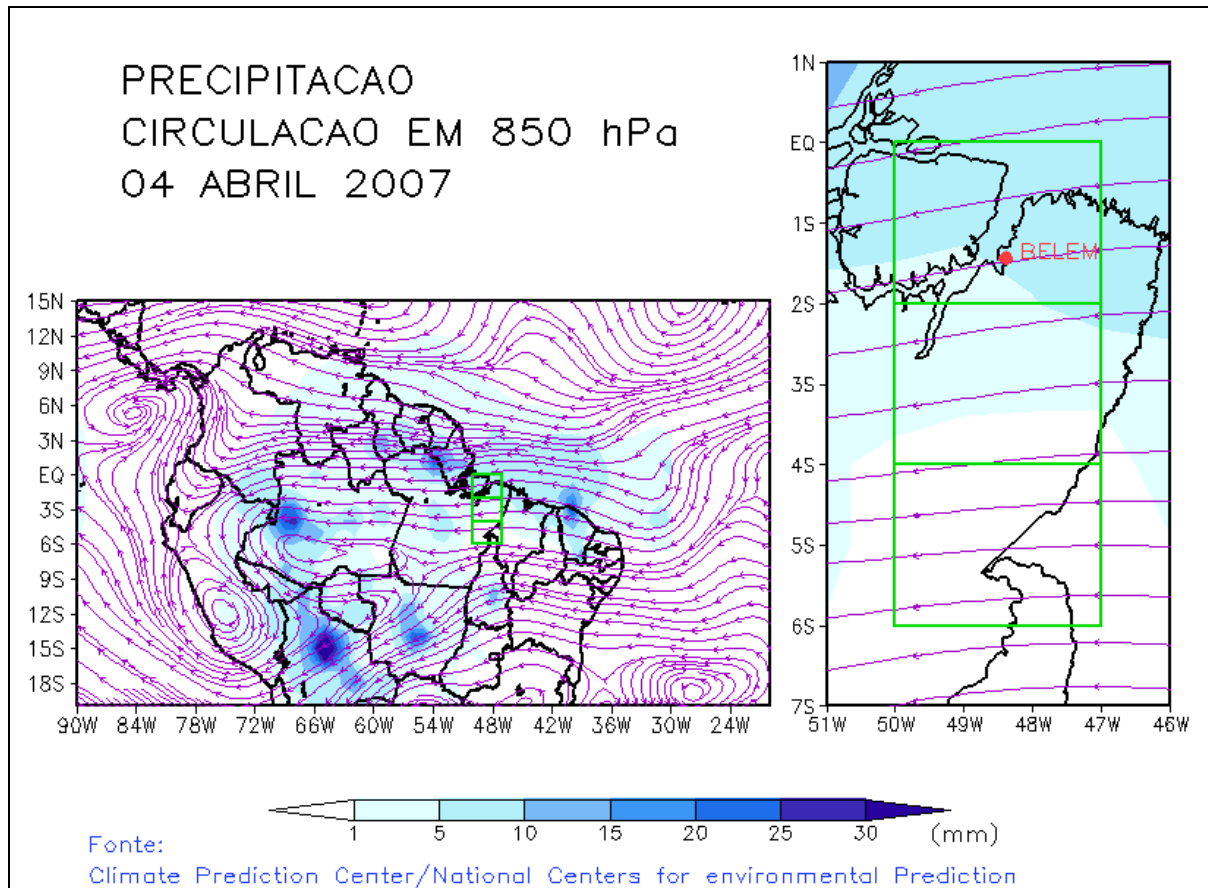 PRECIPITACAO
CIRCULACAO EM 850 hPa
04 ABRIL 2007
15N
12N
9N
6N
3N
EQ
3S
6S
9S
12S
15S
18S
90W 84W 78W 72W 66W 60W 54W 48W 42W 36W 30W 24W
1N
EQ
1S
BELEM
2S
3S
4S
5S
6S
7S
51W 50W 49W 48W 47W 46W
1 5 10 15 20 25 30 (mm)
Fonte:
Climate Prediction Center/National Centers for environmental Prediction